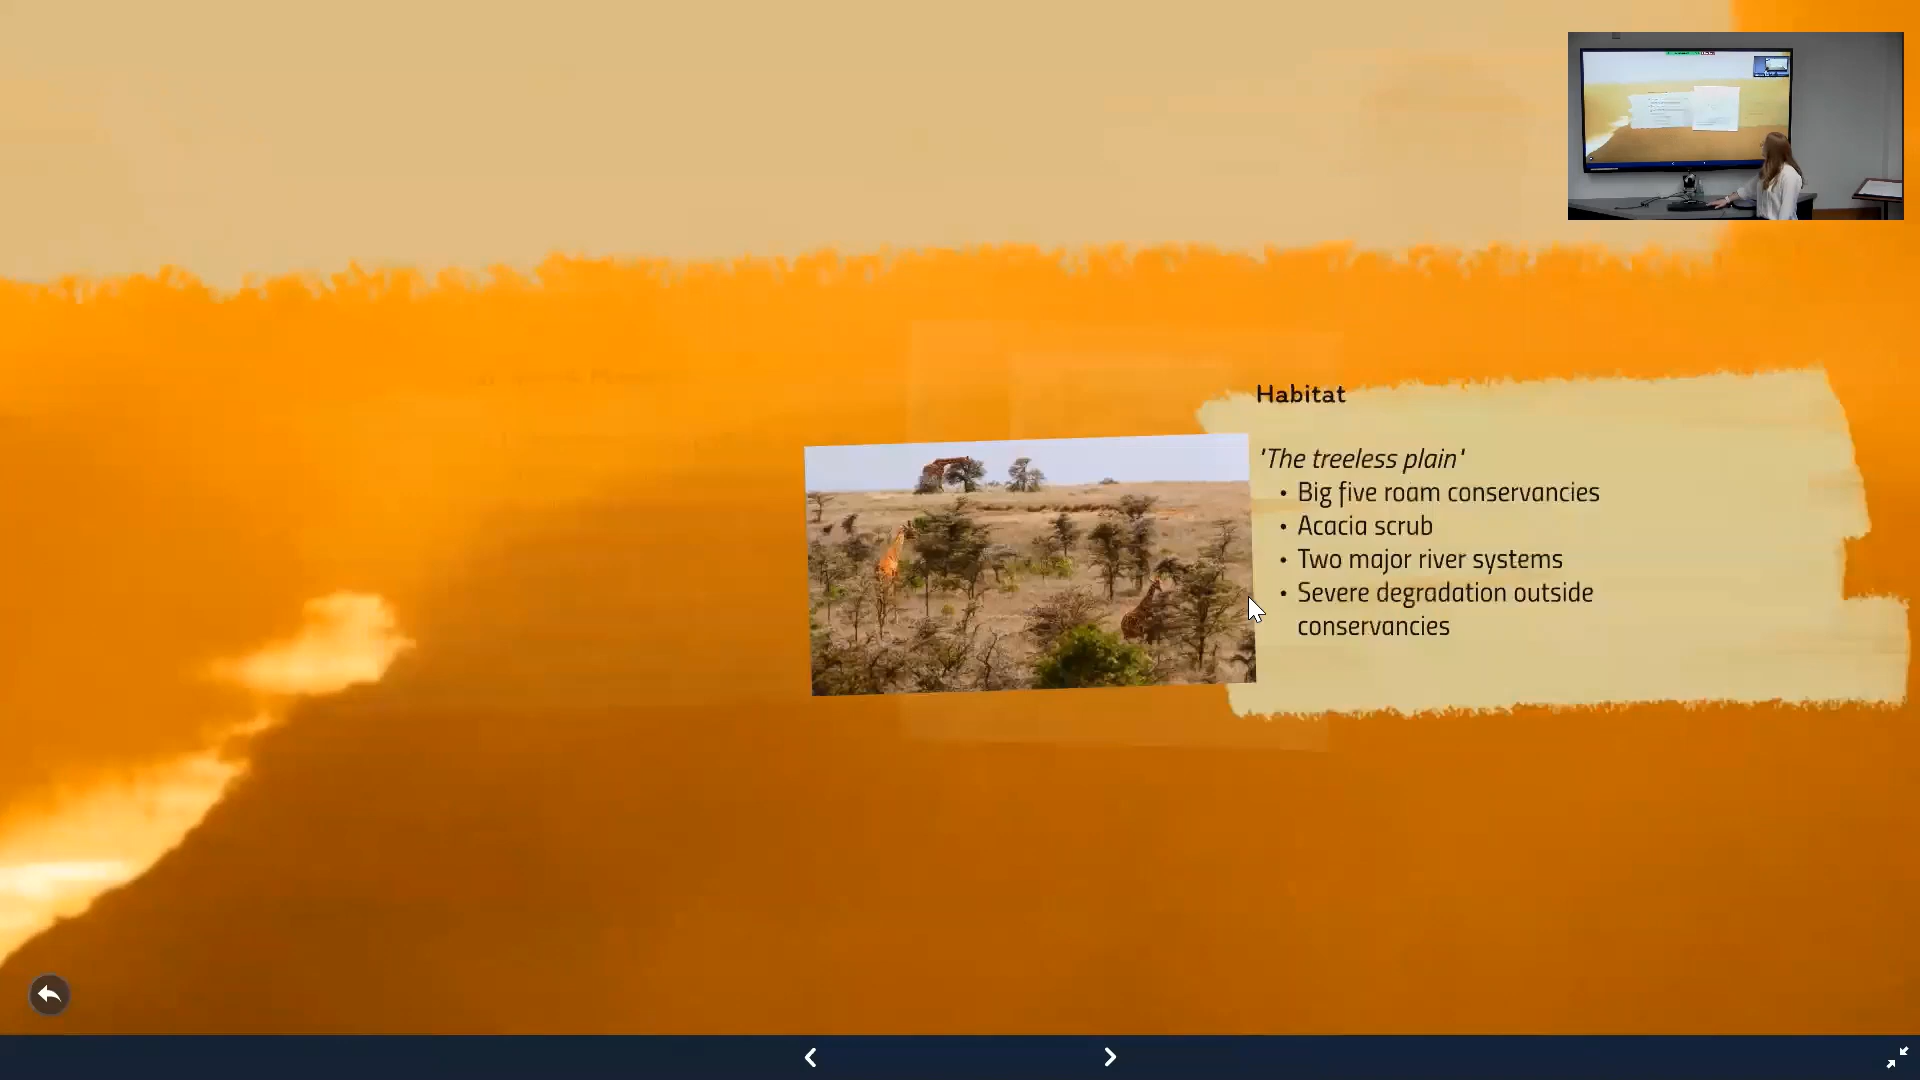 Habitat
'The treeless plain'
• Big five roam conservancies
• Acacia scrub
• Two major river systems
• Severe degradation outside
conservancies